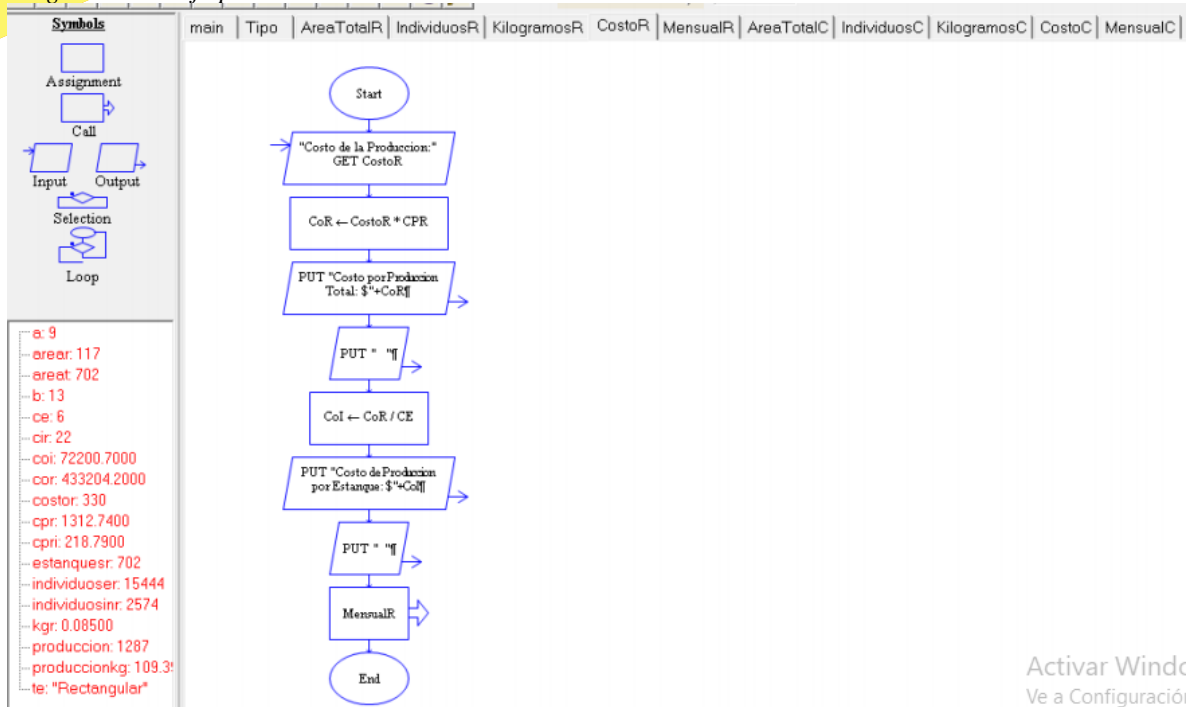 Symbols
Assignment
Call
Input Output
Selection
Loop
main Tipo AreaTotalR IndividuosR KilogramosR CostoR MensualR AreaTotalC IndividuosC KilogramosC CostoC MensualC
Start
"Costo de la Produccion:"
GET CostoR
CoR ← CostoR * CPR
PUT "Costo por Produccion
Total: $"+CoR¶
PUT " "¶
CoI ← CoR / CE
PUT "Costo de Produccion
por Estanque: $"+CoI¶
PUT " "¶
MensualR
End
a: 9
arear: 117
areat: 702
b: 13
ce: 6
cir: 22
coi: 72200.7000
cor: 433204.2000
costor: 330
cpr: 1312.7400
cpri: 218.7900
estanquesr: 702
individuoser: 15444
individuosinr: 2574
kgr: 0.08500
produccion: 1287
produccionkg: 109.3
te: "Rectangular"
Activar Windo
Ve a Configuración